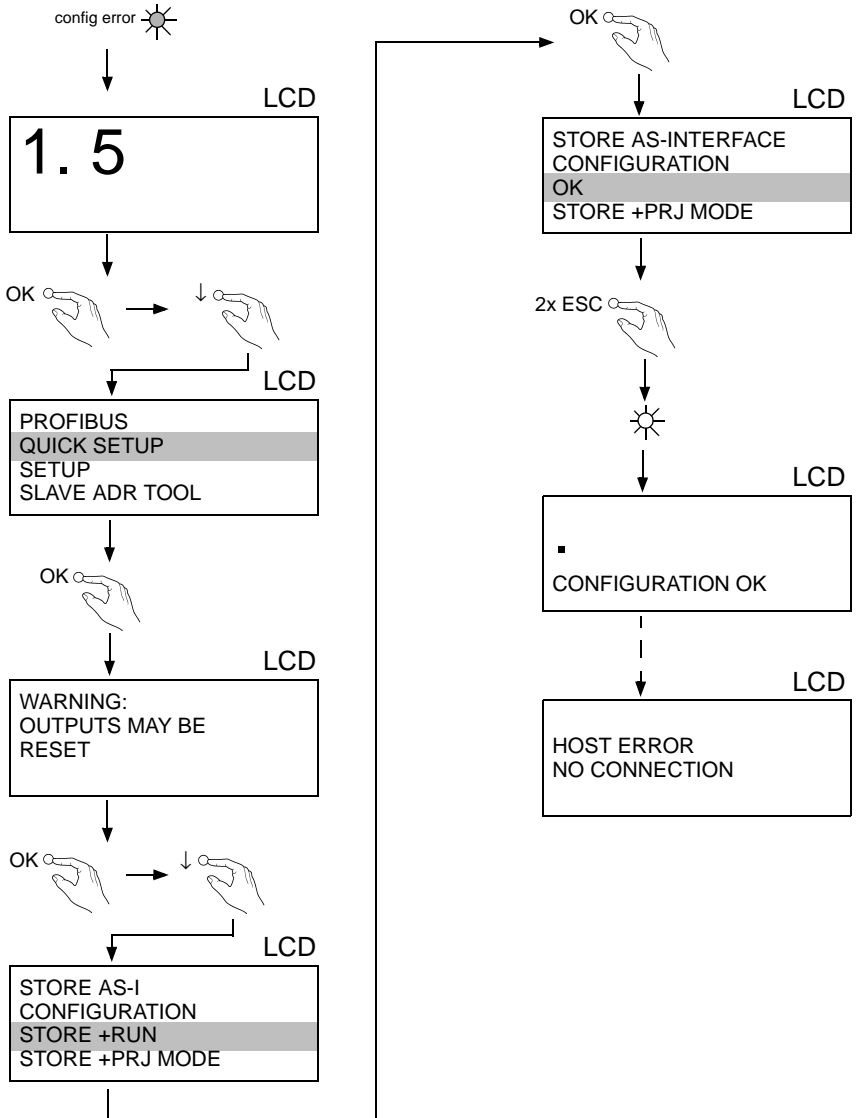 config error
LCD
1. 5
OK ↓
LCD
PROFIBUS
QUICK SETUP
SETUP
SLAVE ADR TOOL
OK
LCD
WARNING:
OUTPUTS MAY BE
RESET
OK ↓
LCD
STORE AS-I
CONFIGURATION
STORE +RUN
STORE +PRJ MODE
OK
LCD
STORE AS-INTERFACE
CONFIGURATION
OK
STORE +PRJ MODE
2x ESC
LCD
.
CONFIGURATION OK
LCD
HOST ERROR
NO CONNECTION